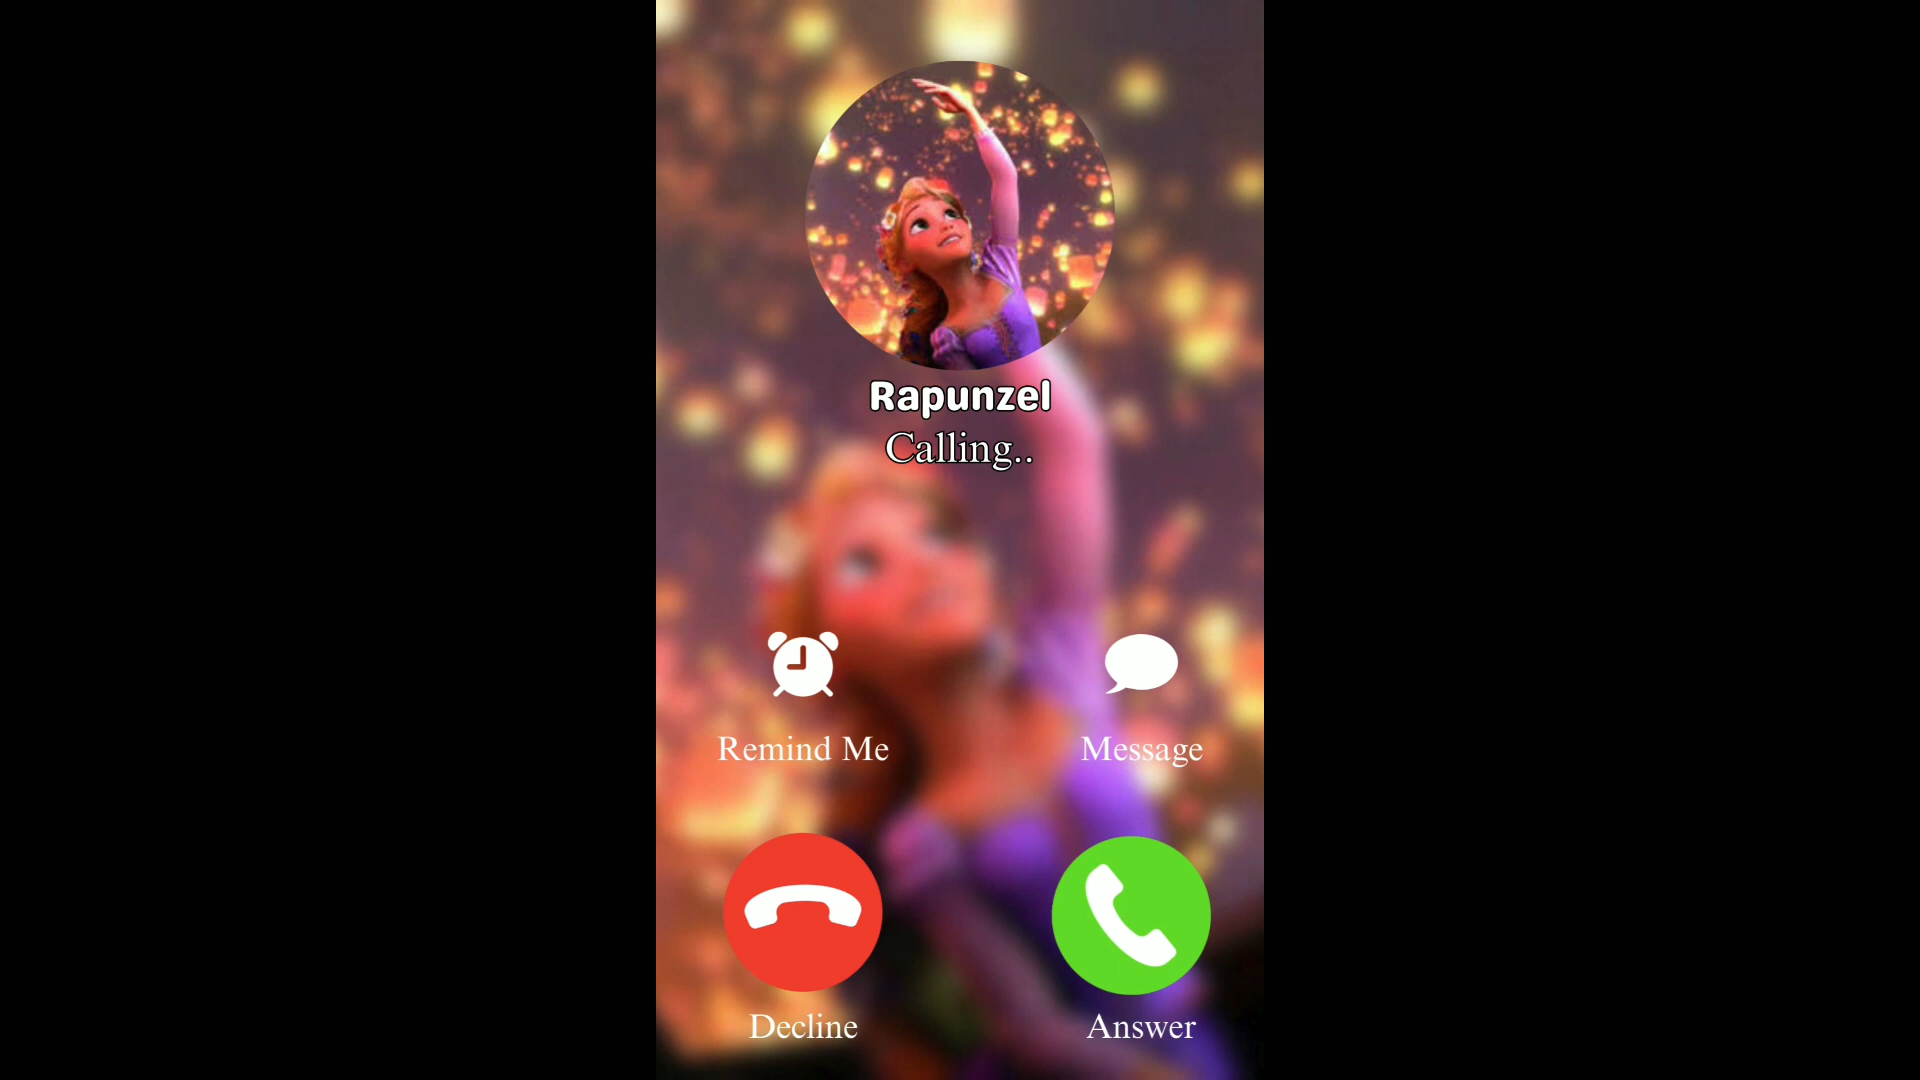 Rapunzel
Calling..
Remind Me
Message
Decline
Answer